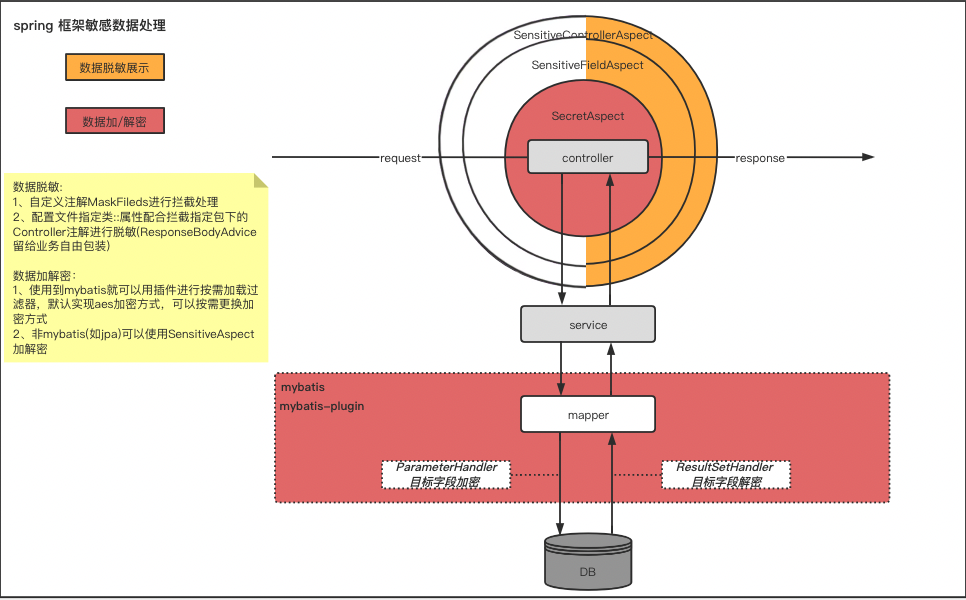 spring 框架敏感数据处理
数据脱敏展示
数据加/解密
数据脱敏:
1、自定义注解MaskFileds进行拦截处理
2、配置文件指定类::属性配合拦截指定包下的
Controller注解进行脱敏(ResponseBodyAdvice
留给业务自由包装)
数据加解密:
1、使用到mybatis就可以用插件进行按需加载过
滤器，默认实现aes加密方式，可以按需更换加
密方式
2、非mybatis(如jpa)可以使用SensitiveAspect
加解密
SensitiveControllerAspect
SensitiveFieldAspect
SecretAspect
request
controller
response
service
mybatis
mybatis-plugin
mapper
ParameterHandler
目标字段加密
ResultSetHandler
目标字段解密
DB